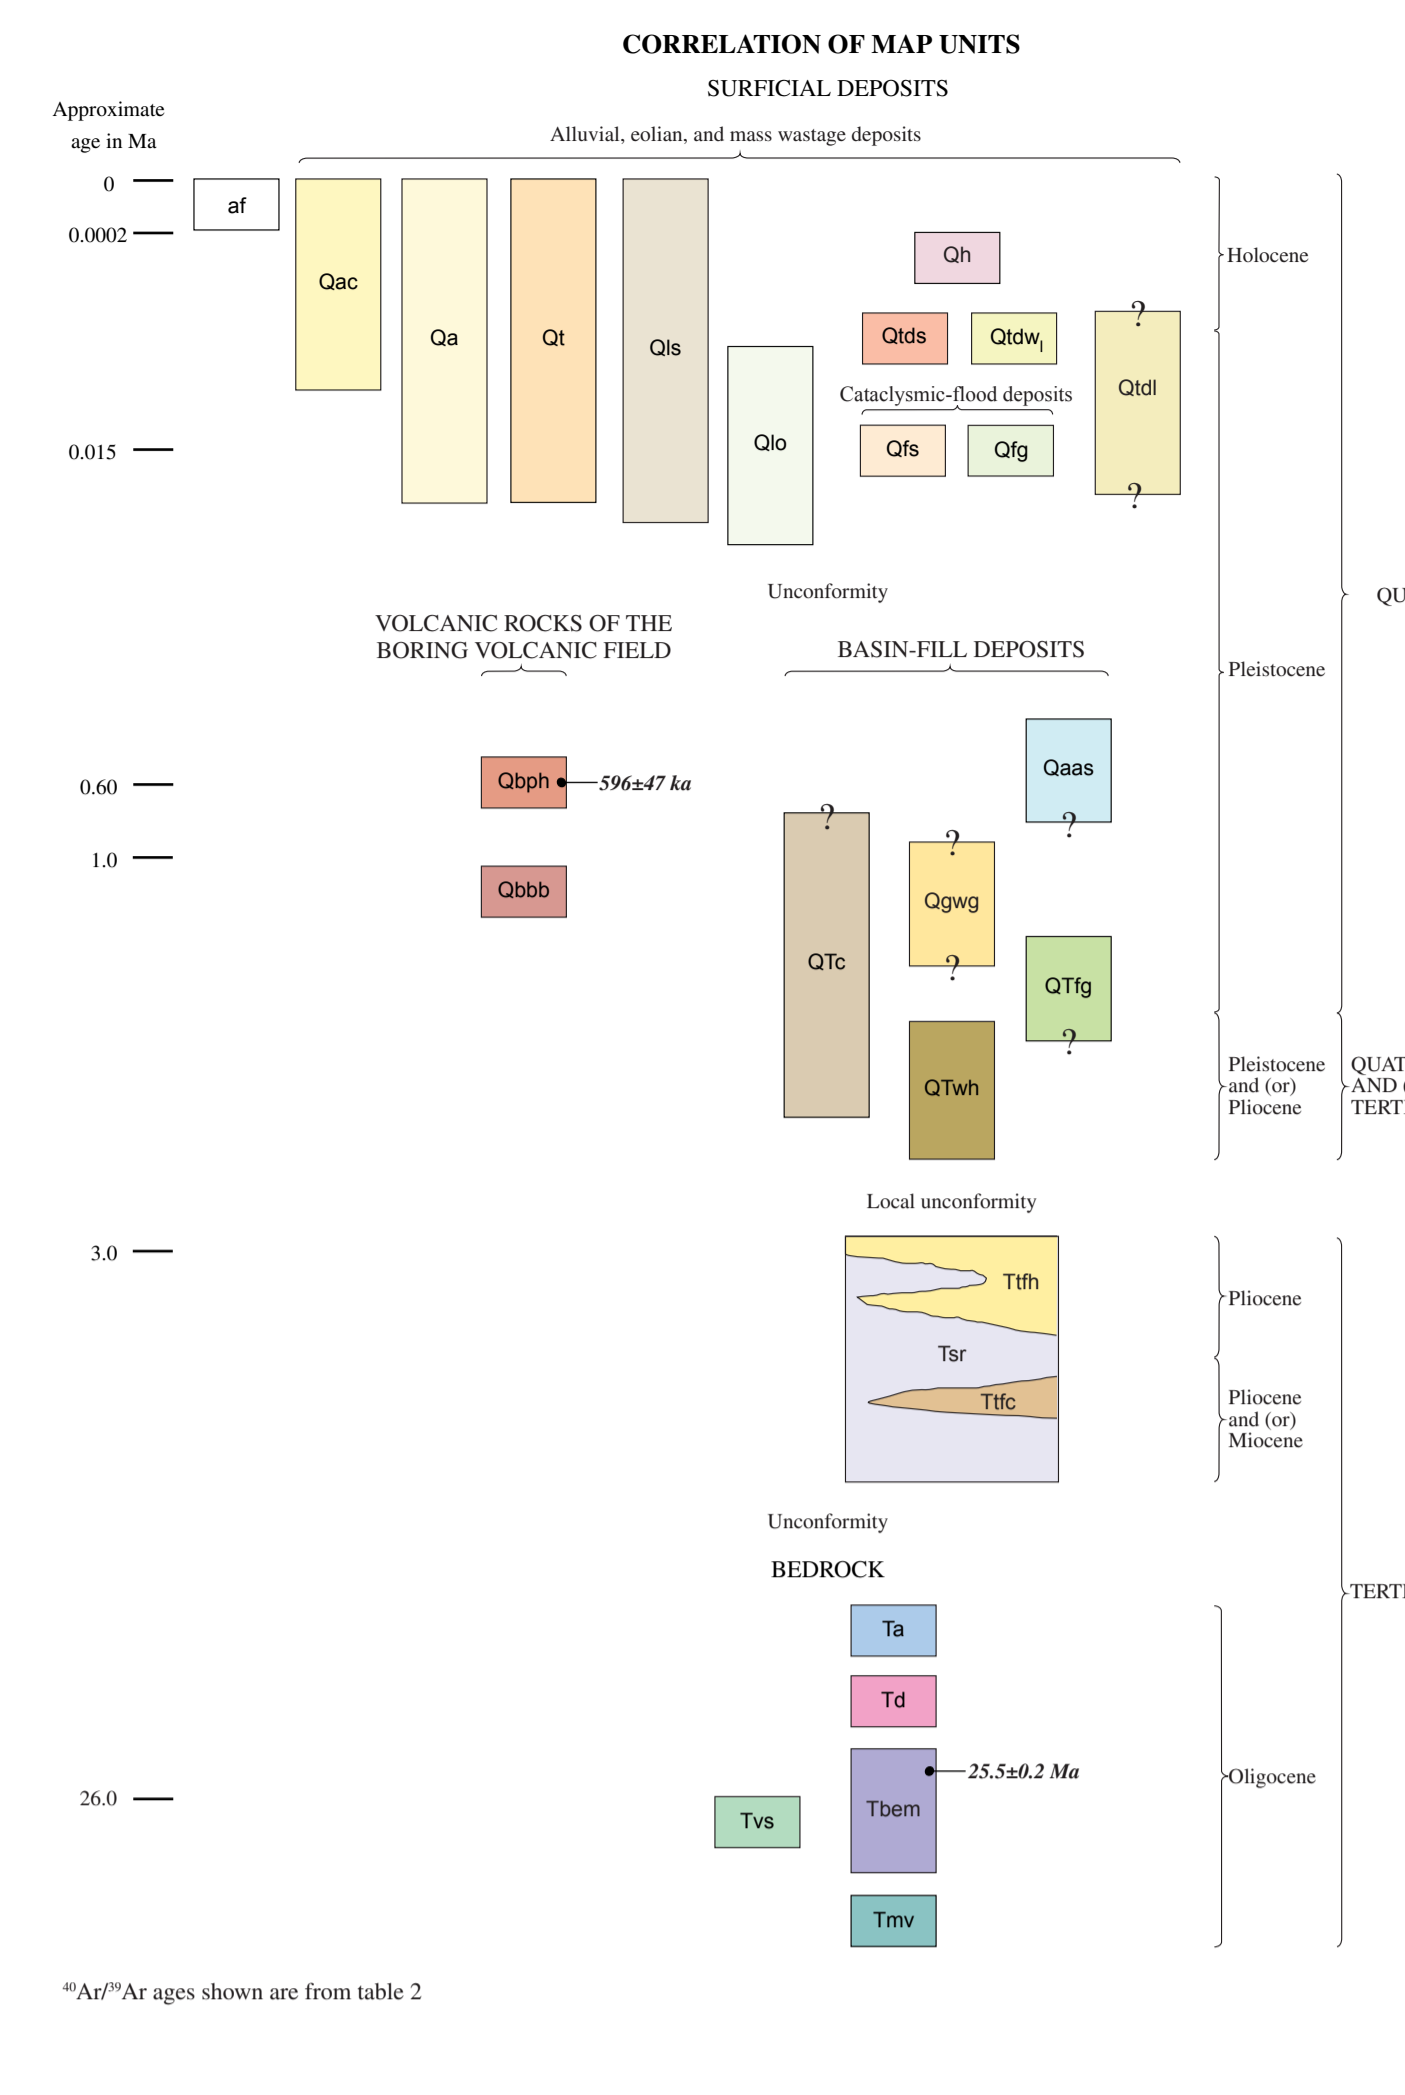 CORRELATION OF MAP UNITS
SURFICIAL DEPOSITS
Approximate
age in Ma
Alluvial, eolian, and mass wastage deposits
0
af
0.0002
Qac
Qa
Qt
Qls
Qlo
Qh
Qtds
Qtdwl
?
Qtdl
?
Cataclysmic-flood deposits
Qfs
Qfg
0.015
Holocene
Unconformity
QU
VOLCANIC ROCKS OF THE
BORING VOLCANIC FIELD
BASIN-FILL DEPOSITS
Pleistocene
0.60
Qbph
596±47 ka
Qaas
?
1.0
Qbbb
?
QTc
?
Qgwg
?
QTfg
?
QTwh
Pleistocene
and (or)
Pliocene
QUAT
AND (
TERTI
Local unconformity
3.0
Ttfh
Tsr
Ttfc
Pliocene
Pliocene
and (or)
Miocene
Unconformity
BEDROCK
TERTI
Ta
Td
Tbem
25.5±0.2 Ma
Oligocene
26.0
Tvs
Tmv
40Ar/39Ar ages shown are from table 2